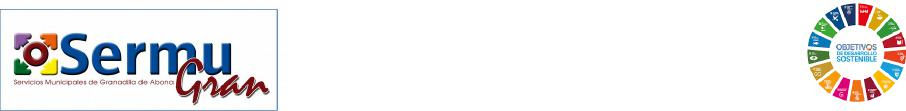 Sermu
Servicios Municipales de Granadilla de Abona
Gran
OBJETIVOS
DE DESARROLLO
SOSTENIBLE